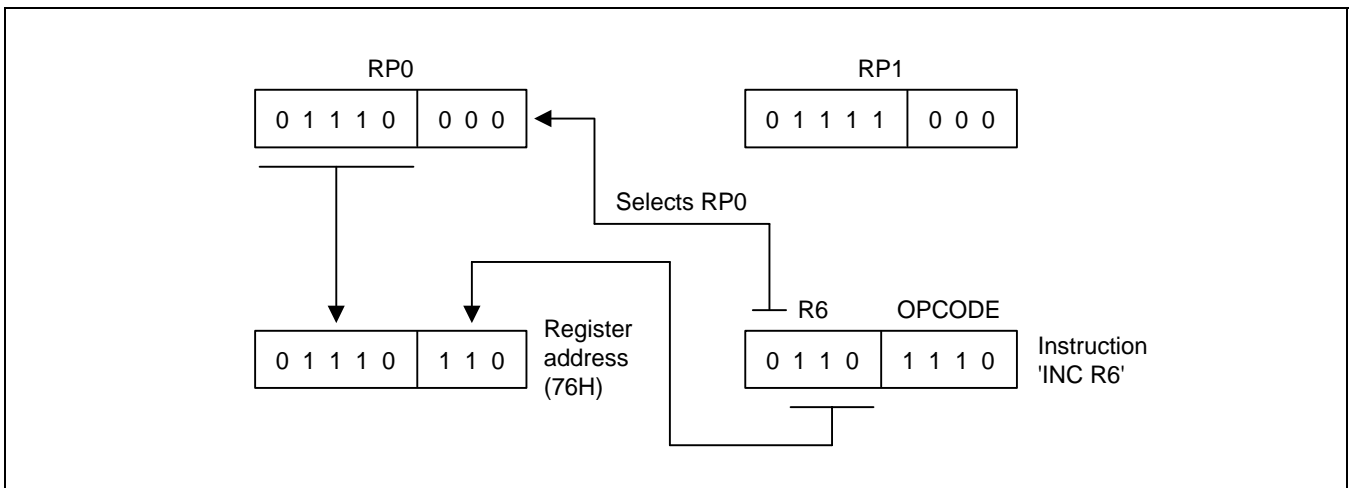 RP0
RP1
0 1 1 1 0 0 0 0
0 1 1 1 1 0 0 0
Selects RP0
R6 OPCODE
0 1 1 1 0 1 1 0
Register
address
(76H)
0 1 1 0 1 1 1 0
Instruction
'INC R6'